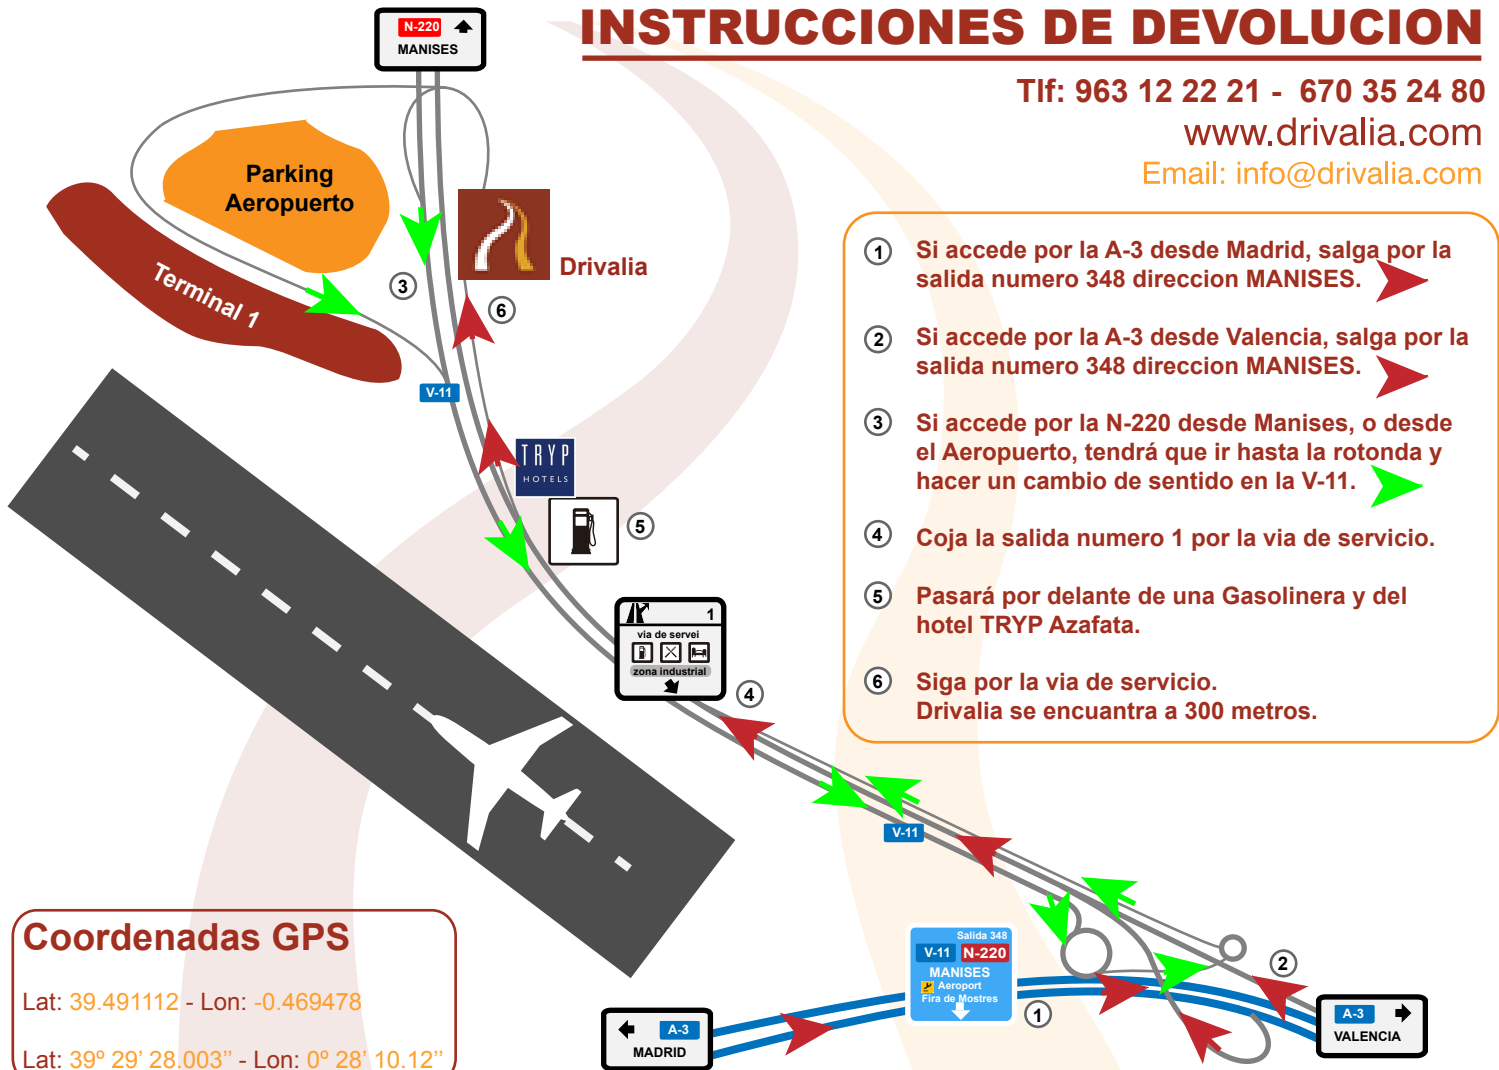 INSTRUCCIONES DE DEVOLUCION
Tlf: 963 12 22 21 - 670 35 24 80
www.drivalia.com
Email: info@drivalia.com
N-220
MANISES
Parking
Aeropuerto
Terminal 1
Drivalia
3
6
V-11
TRYP
HOTELS
5
1
via de servei
zona industrial
4
V-11
1 Si accede por la A-3 desde Madrid, salga por la
salida numero 348 direccion MANISES.
2 Si accede por la A-3 desde Valencia, salga por la
salida numero 348 direccion MANISES.
3 Si accede por la N-220 desde Manises, o desde
el Aeropuerto, tendrá que ir hasta la rotonda y
hacer un cambio de sentido en la V-11.
4 Coja la salida numero 1 por la via de servicio.
5 Pasará por delante de una Gasolinera y del
hotel TRYP Azafata.
6 Siga por la via de servicio.
Drivalia se encuantra a 300 metros.
Salida 348
V-11 N-220
MANISES
Aeroport
Fira de Mostres
1
2
A-3
MADRID
A-3
VALENCIA
Coordenadas GPS
Lat: 39.491112 - Lon: -0.469478
Lat: 39º 29' 28.003'' - Lon: 0º 28' 10.12''